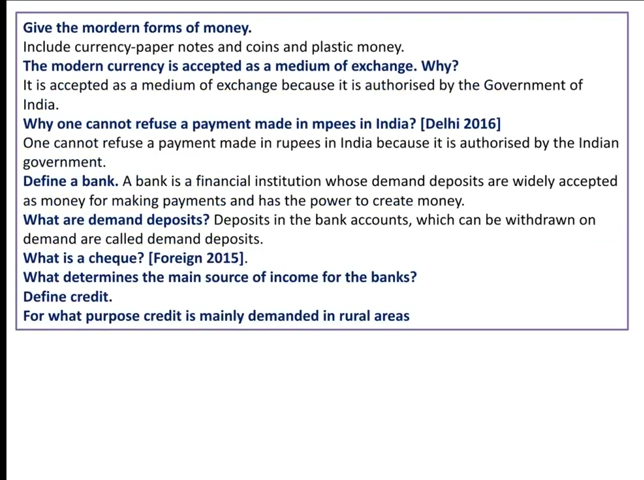 Give the mordern forms of money.
Include currency-paper notes and coins and plastic money.
The modern currency is accepted as a medium of exchange. Why?
It is accepted as a medium of exchange because it is authorised by the Government of
India.
Why one cannot refuse a payment made in mpees in India? [Delhi 2016]
One cannot refuse a payment made in rupees in India because it is authorised by the Indian
government.
Define a bank. A bank is a financial institution whose demand deposits are widely accepted
as money for making payments and has the power to create money.
What are demand deposits? Deposits in the bank accounts, which can be withdrawn on
demand are called demand deposits.
What is a cheque? [Foreign 2015].
What determines the main source of income for the banks?
Define credit.
For what purpose credit is mainly demanded in rural areas